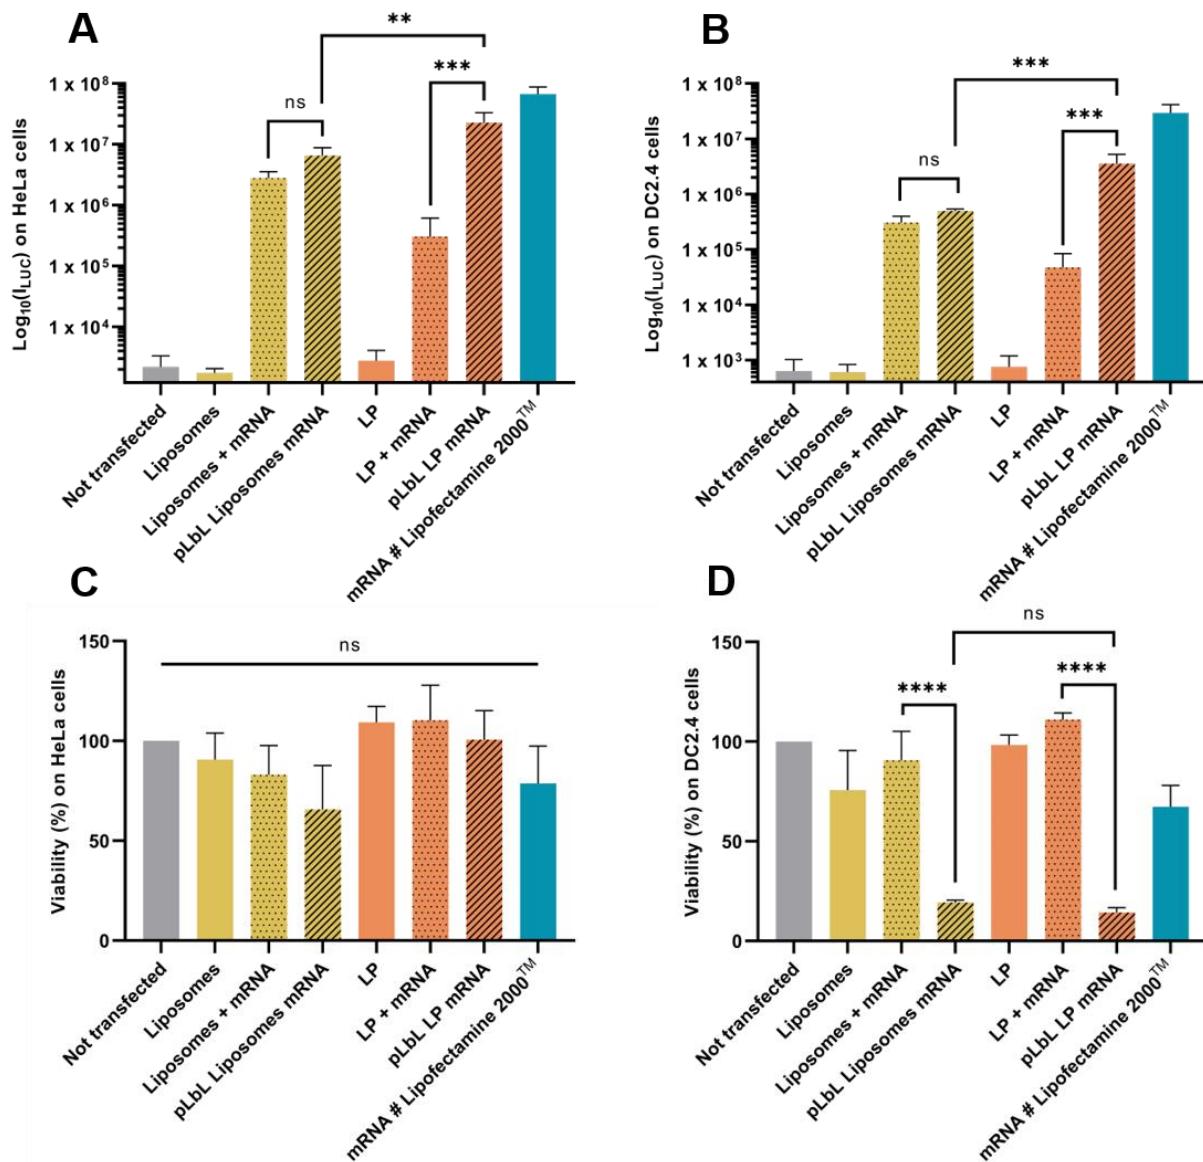 A
Log₁₀(I_LUC) on HeLa cells
1 x 10⁸
1 x 10⁷
1 x 10⁶
1 x 10⁵
1 x 10⁴
ns
**
***
Not transfected
Liposomes
Liposomes + mRNA
pLbL Liposomes mRNA
LP
LP + mRNA
pLbL LP mRNA
mRNA # Lipofectamine 2000™
B
Log₁₀(I_LUC) on DC2.4 cells
1 x 10⁸
1 x 10⁷
1 x 10⁶
1 x 10⁵
1 x 10⁴
1 x 10³
ns
***
***
Not transfected
Liposomes
Liposomes + mRNA
pLbL Liposomes mRNA
LP
LP + mRNA
pLbL LP mRNA
mRNA # Lipofectamine 2000™
C
Viability (%) on HeLa cells
150
100
50
0
ns
Not transfected
Liposomes
Liposomes + mRNA
pLbL Liposomes mRNA
LP
LP + mRNA
pLbL LP mRNA
mRNA # Lipofectamine 2000™
D
Viability (%) on DC2.4 cells
150
100
50
0
ns
****
****
Not transfected
Liposomes
Liposomes + mRNA
pLbL Liposomes mRNA
LP
LP + mRNA
pLbL LP mRNA
mRNA # Lipofectamine 2000™